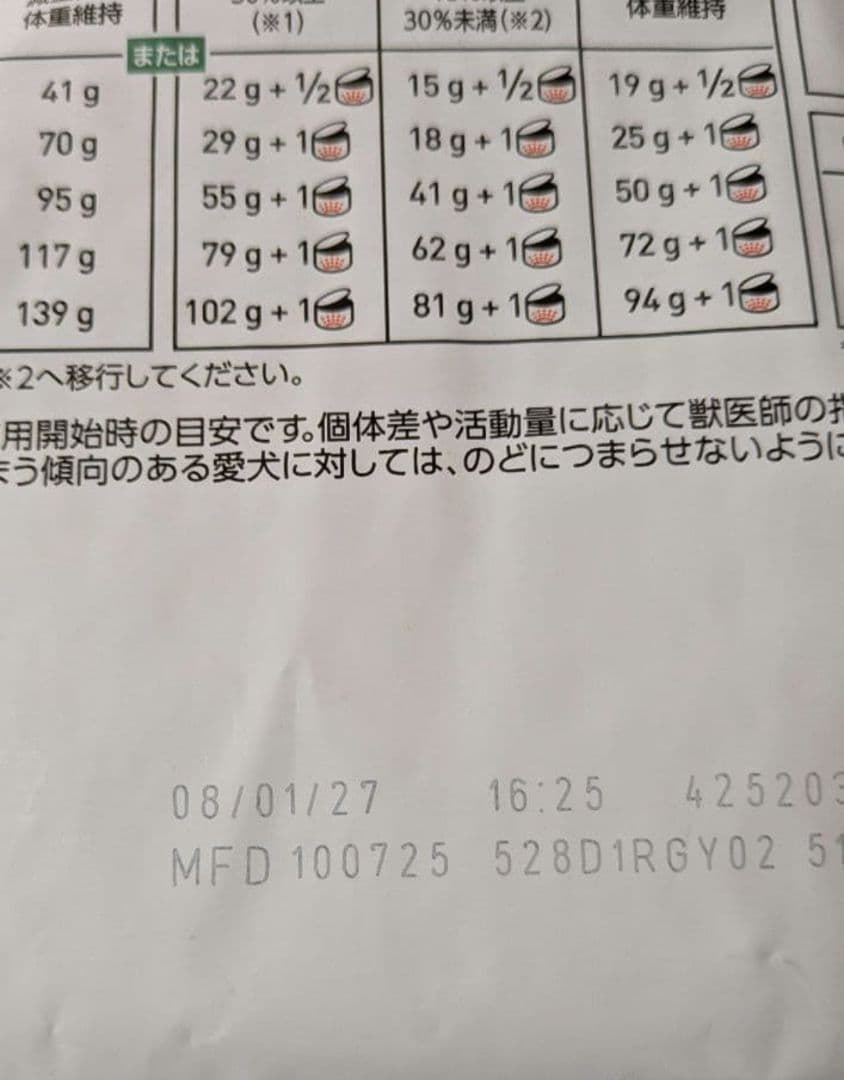 体重維持
(※1)
30%未満(※2)
体重維持
または
41 g 22 g + ½ 15 g + ½ 19 g + ½
70 g 29 g + 1 18 g + 1 25 g + 1
95 g 55 g + 1 41 g + 1 50 g + 1
117 g 79 g + 1 62 g + 1 72 g + 1
139 g 102 g + 1 81 g + 1 94 g + 1
※2へ移行してください。
用開始時の目安です。個体差や活動量に応じて獣医師の指
まう傾向のある愛犬に対しては、のどにつまらせないように
08/01/27 16:25 425203
MFD 100725 528D1RGY02 51